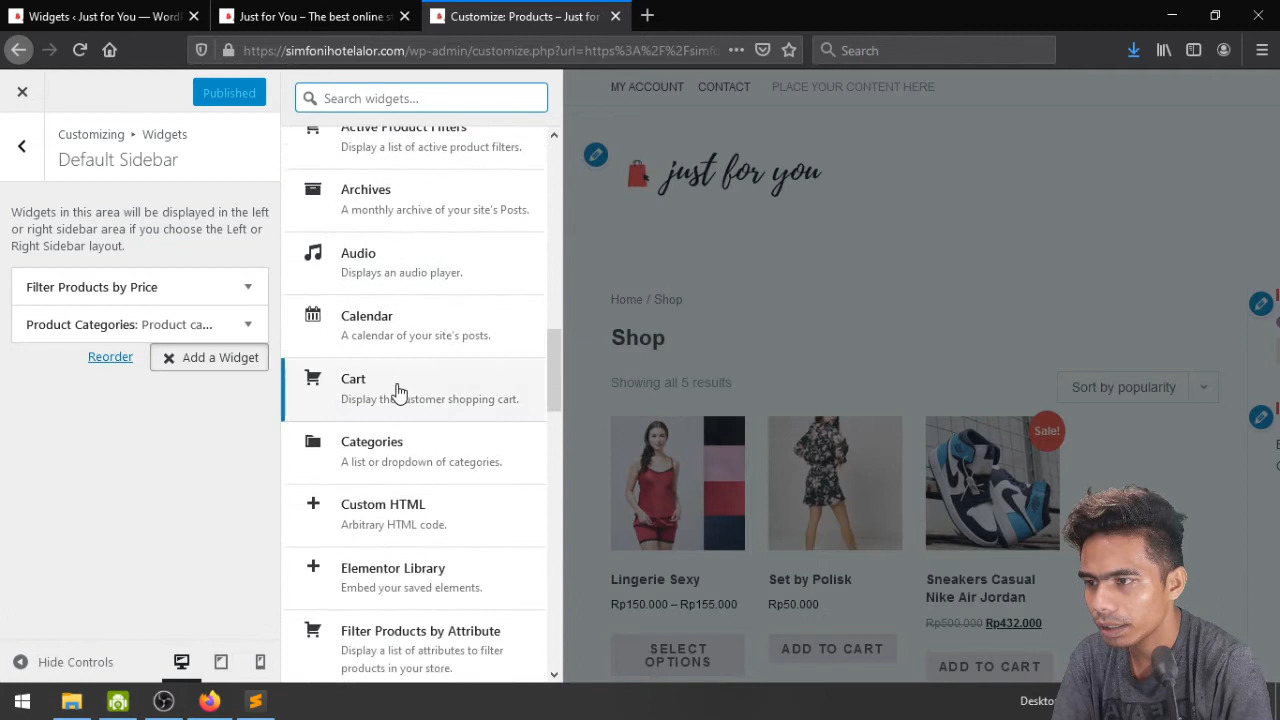 Widgets ‹ Just for You — Word
Just for You – The best online s
Customize: Products – Just for
https://simfonihotelalor.com/wp-admin/customize.php?url=https%3A%2F%2Fsimfo
Search
Published
Customizing ▸ Widgets
Default Sidebar
Widgets in this area will be displayed in the left
or right sidebar area if you choose the Left or
Right Sidebar layout.
Filter Products by Price
Product Categories: Product ca...
Reorder
Add a Widget
Hide Controls
Search widgets...
Active Product Filters
Display a list of active product filters.
Archives
A monthly archive of your site's Posts.
Audio
Displays an audio player.
Calendar
A calendar of your site's posts.
Cart
Display the customer shopping cart.
Categories
A list or dropdown of categories.
Custom HTML
Arbitrary HTML code.
Elementor Library
Embed your saved elements.
Filter Products by Attribute
Display a list of attributes to filter
products in your store.
MY ACCOUNT CONTACT PLACE YOUR CONTENT HERE
just for you
Home / Shop
Shop
Showing all 5 results
Sort by popularity
Sale!
Lingerie Sexy
Rp150.000 – Rp155.000
SELECT
OPTIONS
Set by Polisk
Rp50.000
ADD TO CART
Sneakers Casual
Nike Air Jordan
Rp500.000 Rp432.000
ADD TO CART
Desktop